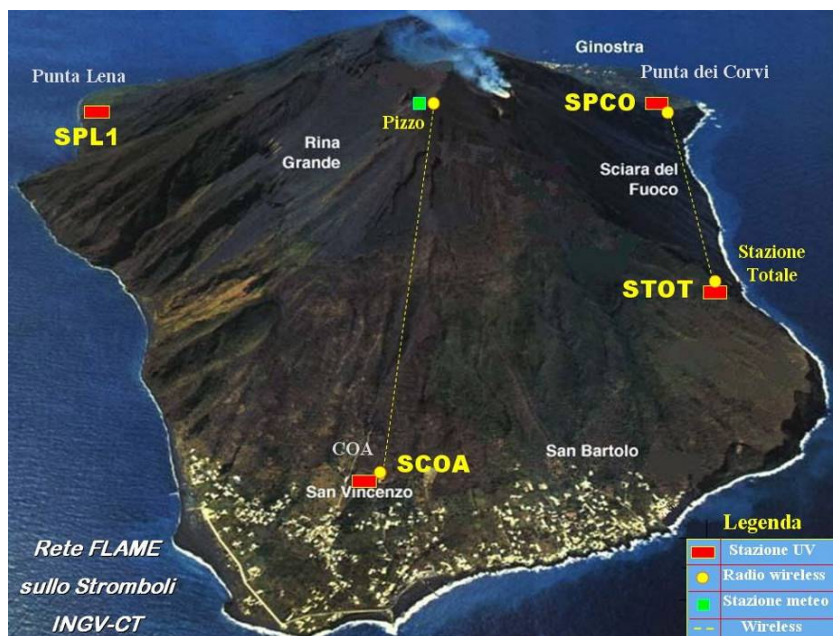 Ginostra
Punta Lena
Punta dei Corvi
SPL1
SPCO
Pizzo
Rina
Grande
Sciara del
Fuoco
Stazione
Totale
STOT
COA
SCOA
San Bartolo
San Vincenzo
Rete FLAME
sullo Stromboli
INGV-CT
Legenda
Stazione UV
Radio wireless
Stazione meteo
Wireless